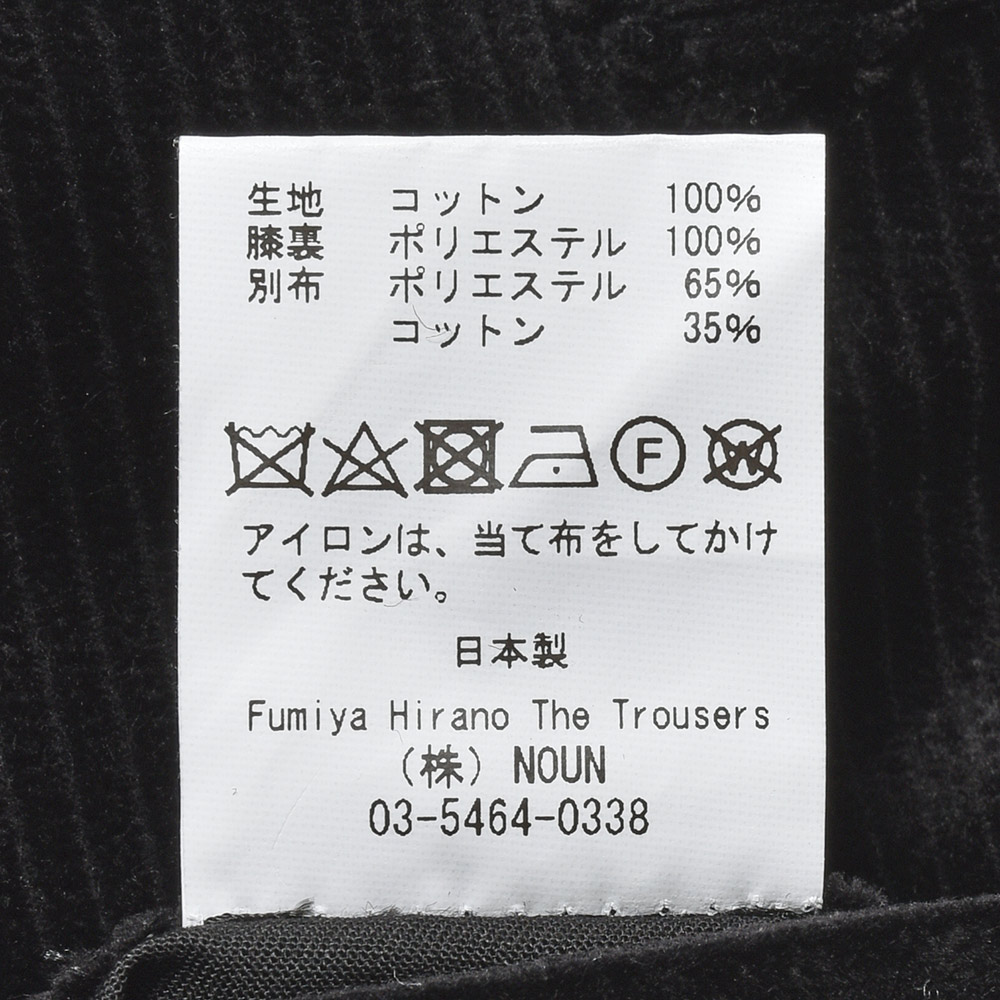 生地 コットン 100%
膝裏 ポリエステル 100%
別布 ポリエステル 65%
コットン 35%
F W
アイロンは、当て布をしてかけ
てください。
日本製
Fumiya Hirano The Trousers
(株) NOUN
03-5464-0338